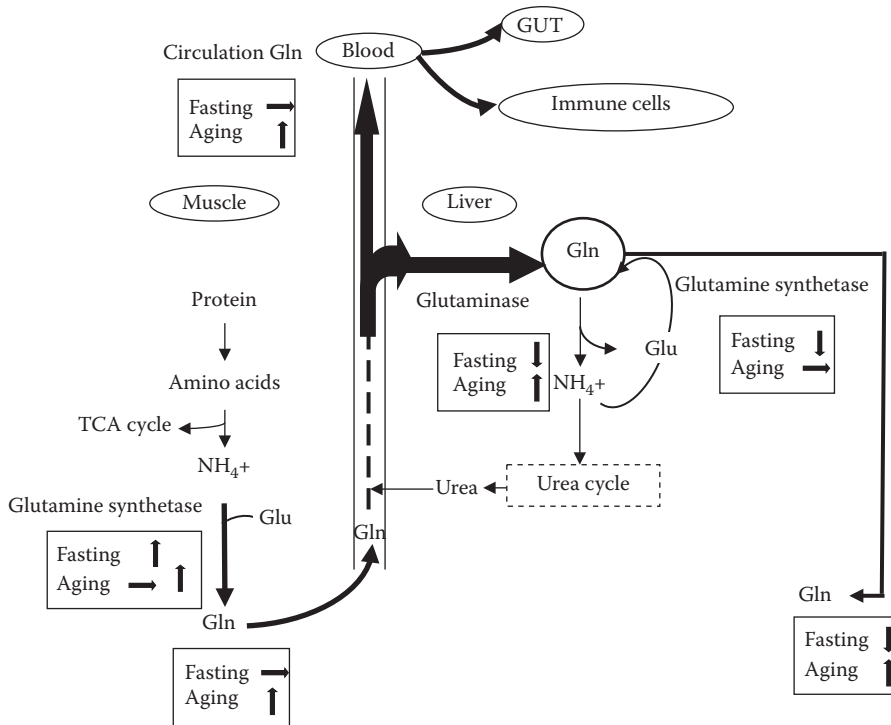 GUT
Circulation Gln
Blood
Immune cells
Fasting
Aging
Muscle
Liver
Gln
Glutaminase
Glutamine synthetase
Protein
Fasting
Aging
Glu
Fasting
Aging
Amino acids
NH₄+
TCA cycle
NH₄+
Urea
Urea cycle
Glutamine synthetase
Glu
Gln
Fasting
Aging
Gln
Gln
Fasting
Aging
Fasting
Aging